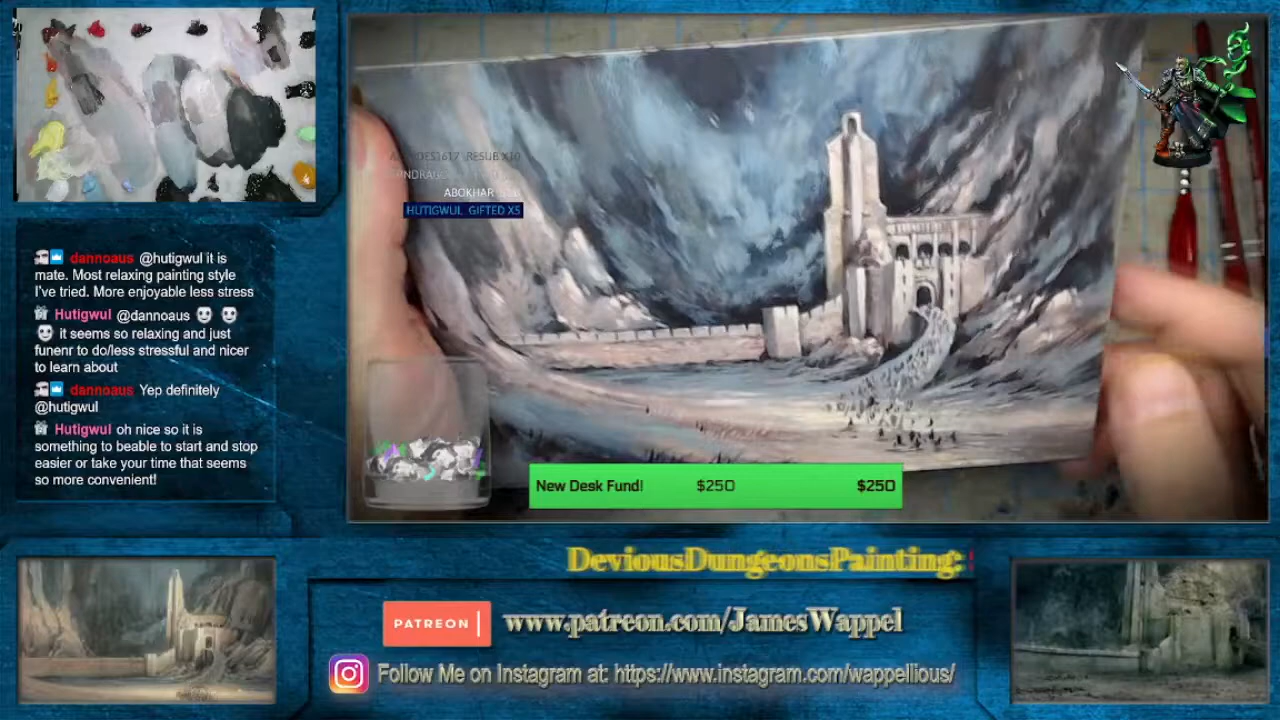 RESUB X10
ABOKHAR
HUTIGWUL GIFTED X5
dannoaus @hutigwul it is
mate. Most relaxing painting style
I've tried. More enjoyable less stress
Hutigwul @dannoaus
it seems so relaxing and just
funenr to do/less stressful and nicer
to learn about
dannoaus Yep definitely
@hutigwul
Hutigwul oh nice so it is
something to beable to start and stop
easier or take your time that seems
so more convenient!
New Desk Fund! $250 $250
DeviousDungeonsPainting:
PATREON www.patreon.com/JamesWappel
Follow Me on Instagram at: https://www.instagram.com/wappellious/